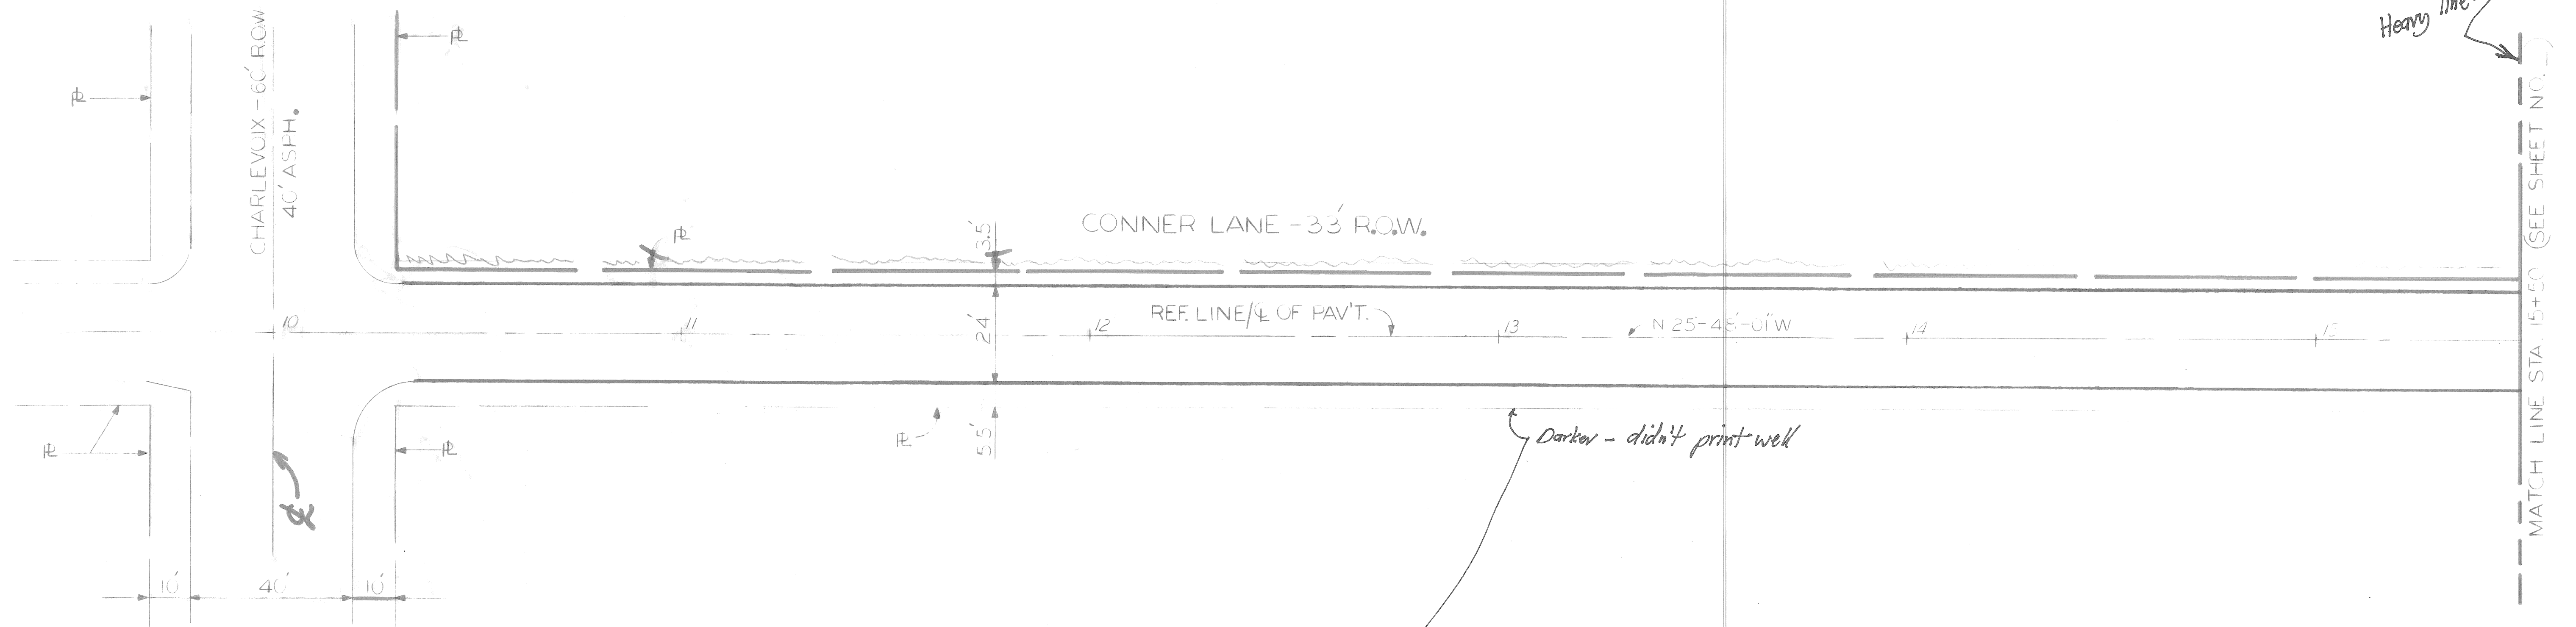 Heavy line
CHARLEVOIX - 60' R.O.W
40' ASPH.
℄
℄
CONNER LANE - 33' R.O.W.
3.5'
REF. LINE/℄ OF PAV'T.
N 25-48'-01"W
10
11
12
13
14
15
24'
5.5'
Darker - didn't print well
10'
40'
10'
MATCH LINE STA. 15+50 (SEE SHEET NO. _)